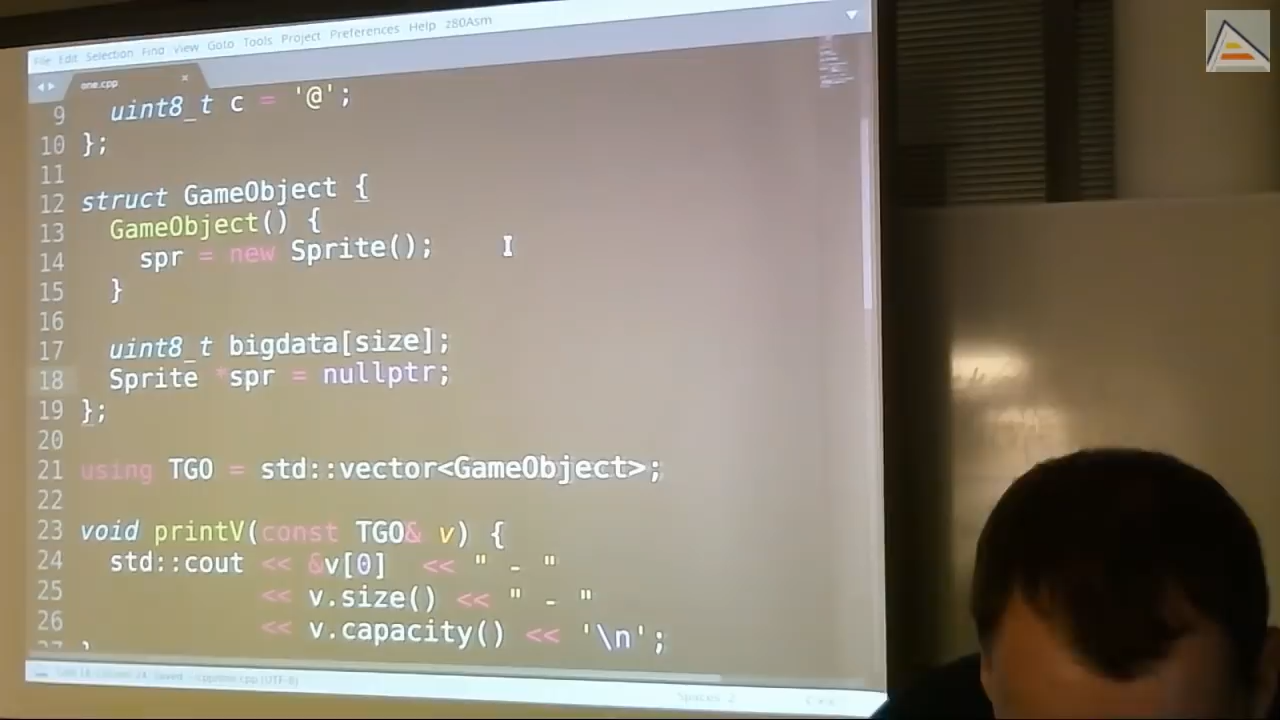 File Edit Selection Find View Goto Tools Project Preferences Help z80Asm
one.cpp
9 uint8_t c = '@';
10 };
11
12 struct GameObject {
13 GameObject() {
14 spr = new Sprite();
15 }
16
17 uint8_t bigdata[size];
18 Sprite *spr = nullptr;
19 };
20
21 using TGO = std::vector<GameObject>;
22
23 void printV(const TGO& v) {
24 std::cout << &v[0] << " - "
25 << v.size() << " - "
26 << v.capacity() << '\n';
Spaces: 2
C++